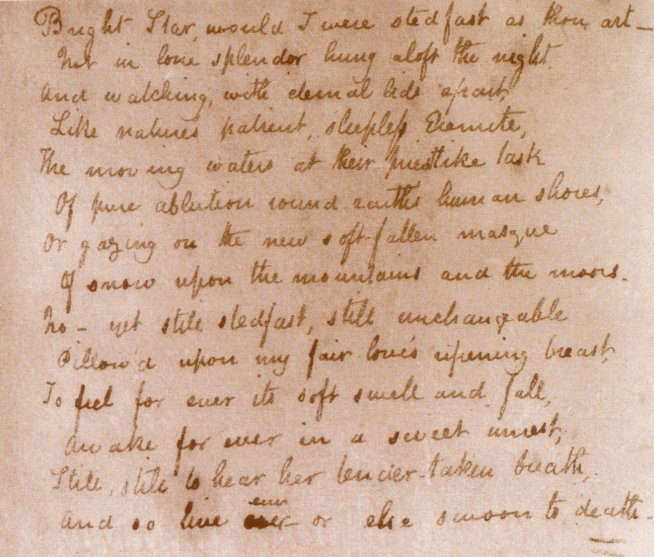 Bright Star, would I were stedfast as thou art—
Not in lone splendor hung aloft the night
And watching, with eternal lids apart,
Like natures patient, sleepless Eremite,
The moving waters at their priestlike task
Of pure ablution round earth's human shores,
Or gazing on the new soft-fallen masque
Of snow upon the mountains and the moors.
No— yet still stedfast, still unchangeable
Pillow'd upon my fair love's ripening breast,
To feel for ever its soft swell and fall,
Awake for ever in a sweet unrest,
Still, still to hear her tender-taken breath,
And so live ever or else swoon to death—